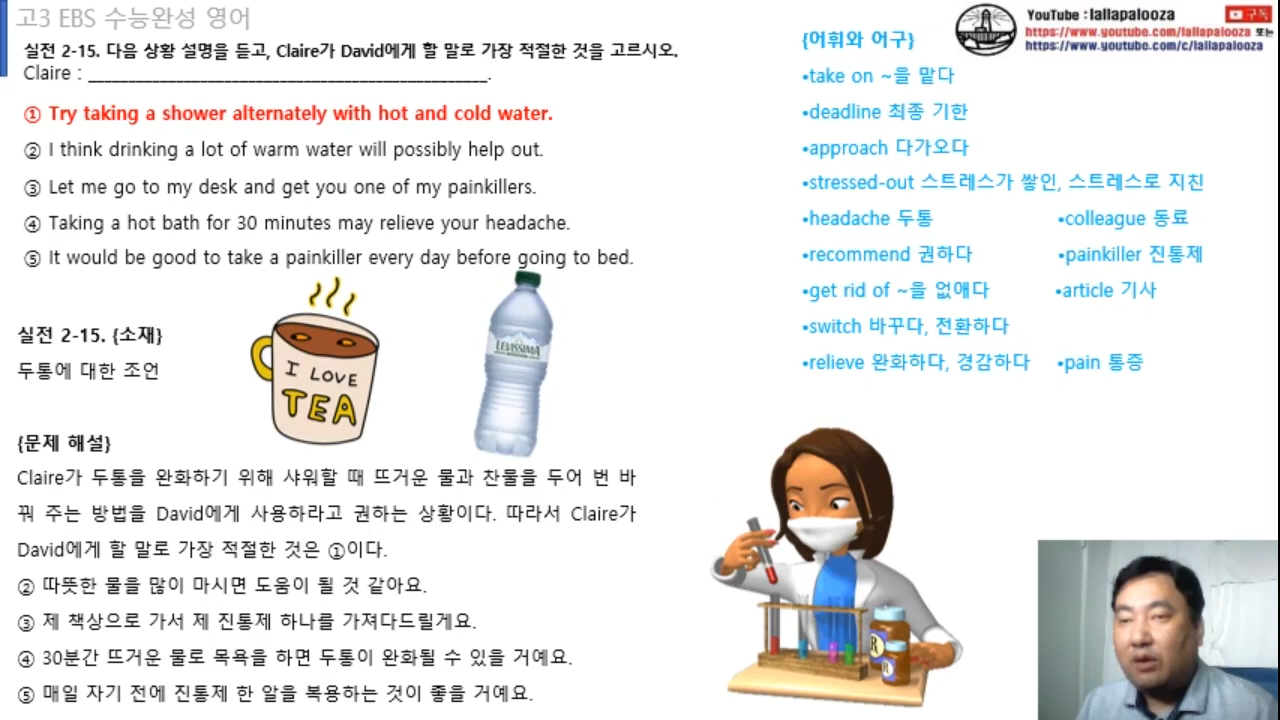 고3 EBS 수능완성 영어
YouTube : lallapalooza
구독
https://www.youtube.com/lallapalooza 또는
https://www.youtube.com/c/lallapalooza
실전 2-15. 다음 상황 설명을 듣고, Claire가 David에게 할 말로 가장 적절한 것을 고르시오.
Claire : ________________________________________________.
① Try taking a shower alternately with hot and cold water.
② I think drinking a lot of warm water will possibly help out.
③ Let me go to my desk and get you one of my painkillers.
④ Taking a hot bath for 30 minutes may relieve your headache.
⑤ It would be good to take a painkiller every day before going to bed.
I LOVE
TEA
LEVISSIMA
실전 2-15. {소재}
두통에 대한 조언
{문제 해설}
Claire가 두통을 완화하기 위해 샤워할 때 뜨거운 물과 찬물을 두어 번 바
꿔 주는 방법을 David에게 사용하라고 권하는 상황이다. 따라서 Claire가
David에게 할 말로 가장 적절한 것은 ①이다.
② 따뜻한 물을 많이 마시면 도움이 될 것 같아요.
③ 제 책상으로 가서 제 진통제 하나를 가져다드릴게요.
④ 30분간 뜨거운 물로 목욕을 하면 두통이 완화될 수 있을 거예요.
⑤ 매일 자기 전에 진통제 한 알을 복용하는 것이 좋을 거예요.
{어휘와 어구}
•take on ~을 맡다
•deadline 최종 기한
•approach 다가오다
•stressed-out 스트레스가 쌓인, 스트레스로 지친
•headache 두통 •colleague 동료
•recommend 권하다 •painkiller 진통제
•get rid of ~을 없애다 •article 기사
•switch 바꾸다, 전환하다
•relieve 완화하다, 경감하다 •pain 통증
R
R